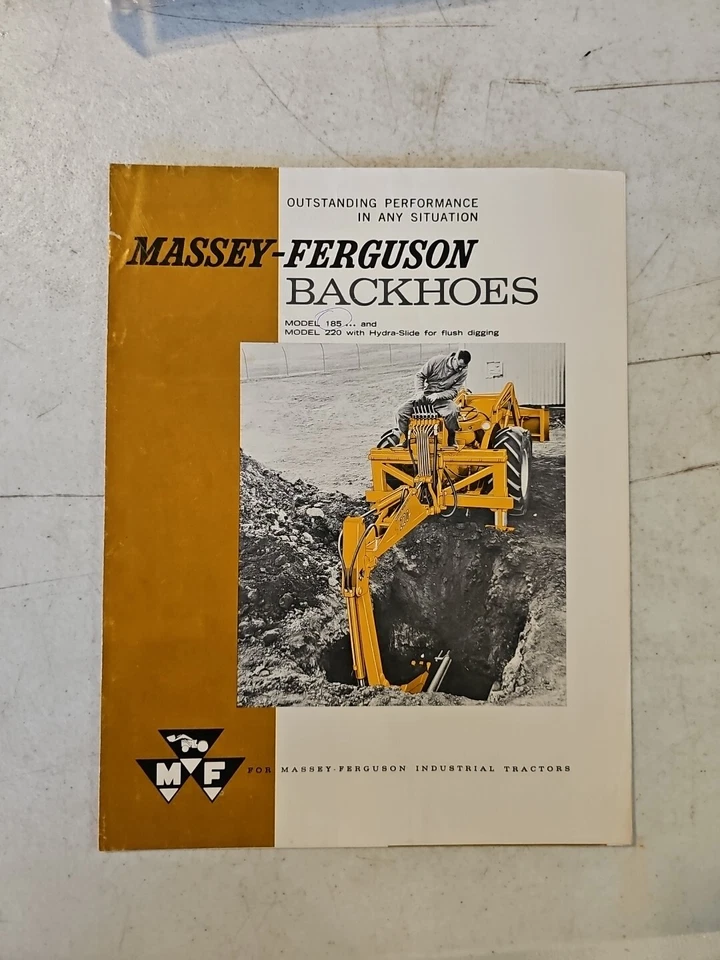 OUTSTANDING PERFORMANCE
IN ANY SITUATION
MASSEY-FERGUSON
BACKHOES
MODEL 185... and
MODEL 220 with Hydra-Slide for flush digging
MF
FOR MASSEY-FERGUSON INDUSTRIAL TRACTORS